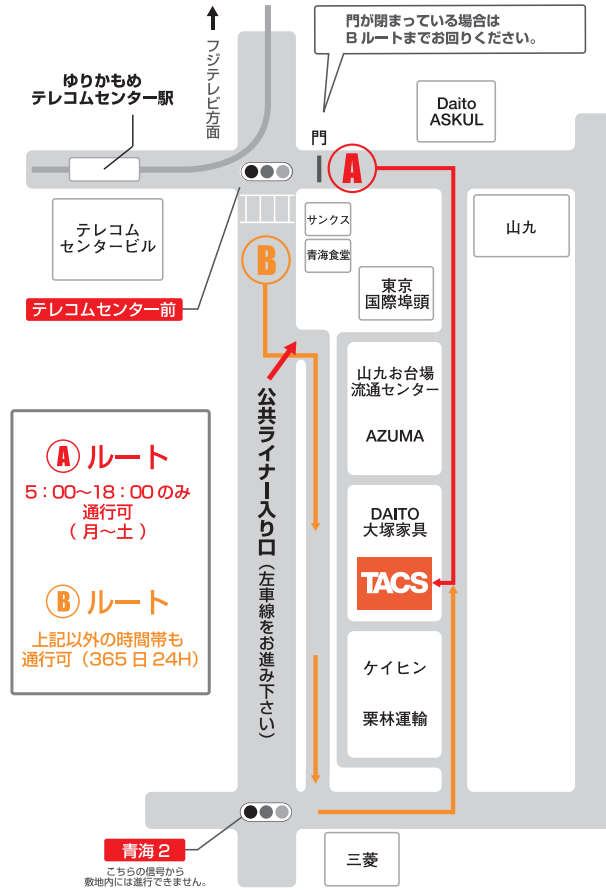 門が閉まっている場合は
Bルートまでお回りください。
フジテレビ方面
ゆりかもめ
テレコムセンター駅
Daito
ASKUL
門
A
山九
テレコム
センタービル
サンクス
青海食堂
B
東京
国際埠頭
テレコムセンター前
公共ライナー入り口(左車線をお進み下さい)
山九お台場
流通センター
AZUMA
Aルート
5:00〜18:00のみ
通行可
(月〜土)
Bルート
上記以外の時間帯も
通行可(365日24H)
DAITO
大塚家具
TACS
ケイヒン
栗林運輸
青海2
こちらの信号から
敷地内には進行できません。
三菱